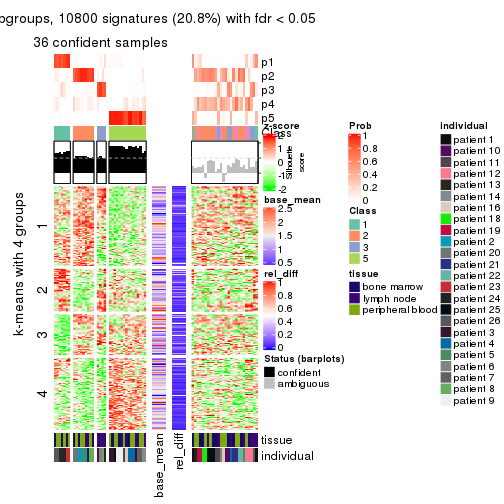 ogroups, 10800 signatures (20.8%) with fdr < 0.05
36 confident samples
p1
p2
p3
p4
p5
Class
z-score
2
-2
Silhouette score
k-means with 4 groups
1
2
3
4
base_mean
2.5
2
1.5
1
0.5
rel_diff
1
0.8
0.6
0.4
0.2
0
Status (barplots)
confident
ambiguous
tissue
individual
base_mean
rel_diff
Prob
1
0.8
0.6
0.4
0.2
0
Class
1
2
3
5
tissue
bone marrow
lymph node
peripheral blood
individual
patient 1
patient 10
patient 11
patient 12
patient 13
patient 14
patient 16
patient 18
patient 19
patient 2
patient 20
patient 21
patient 22
patient 23
patient 24
patient 25
patient 26
patient 3
patient 4
patient 5
patient 6
patient 7
patient 8
patient 9